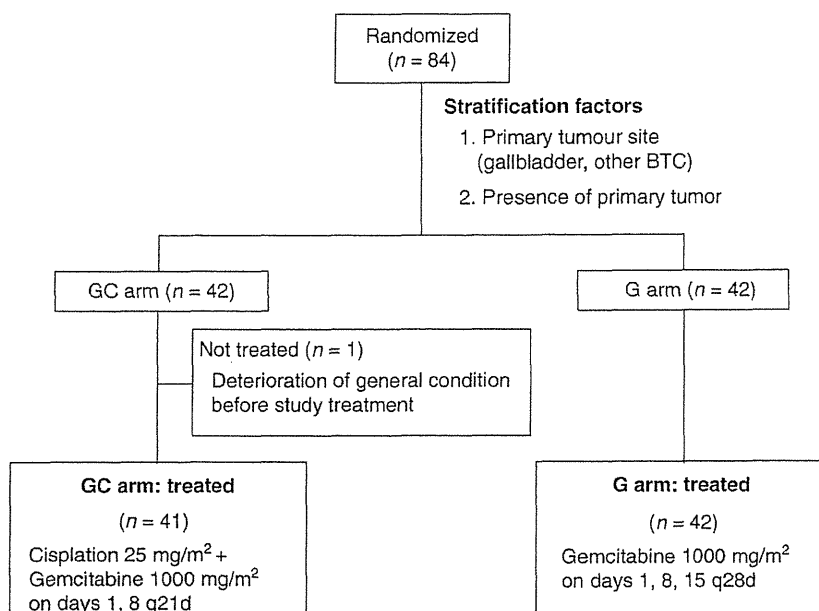 Randomized
(n = 84)
Stratification factors
1. Primary tumour site
(gallbladder, other BTC)
2. Presence of primary tumor
GC arm (n = 42)
G arm (n = 42)
Not treated (n = 1)
Deterioration of general condition
before study treatment
GC arm: treated
(n = 41)
Cisplation 25 mg/m² +
Gemcitabine 1000 mg/m²
on days 1, 8 q21d
G arm: treated
(n = 42)
Gemcitabine 1000 mg/m²
on days 1, 8, 15 q28d